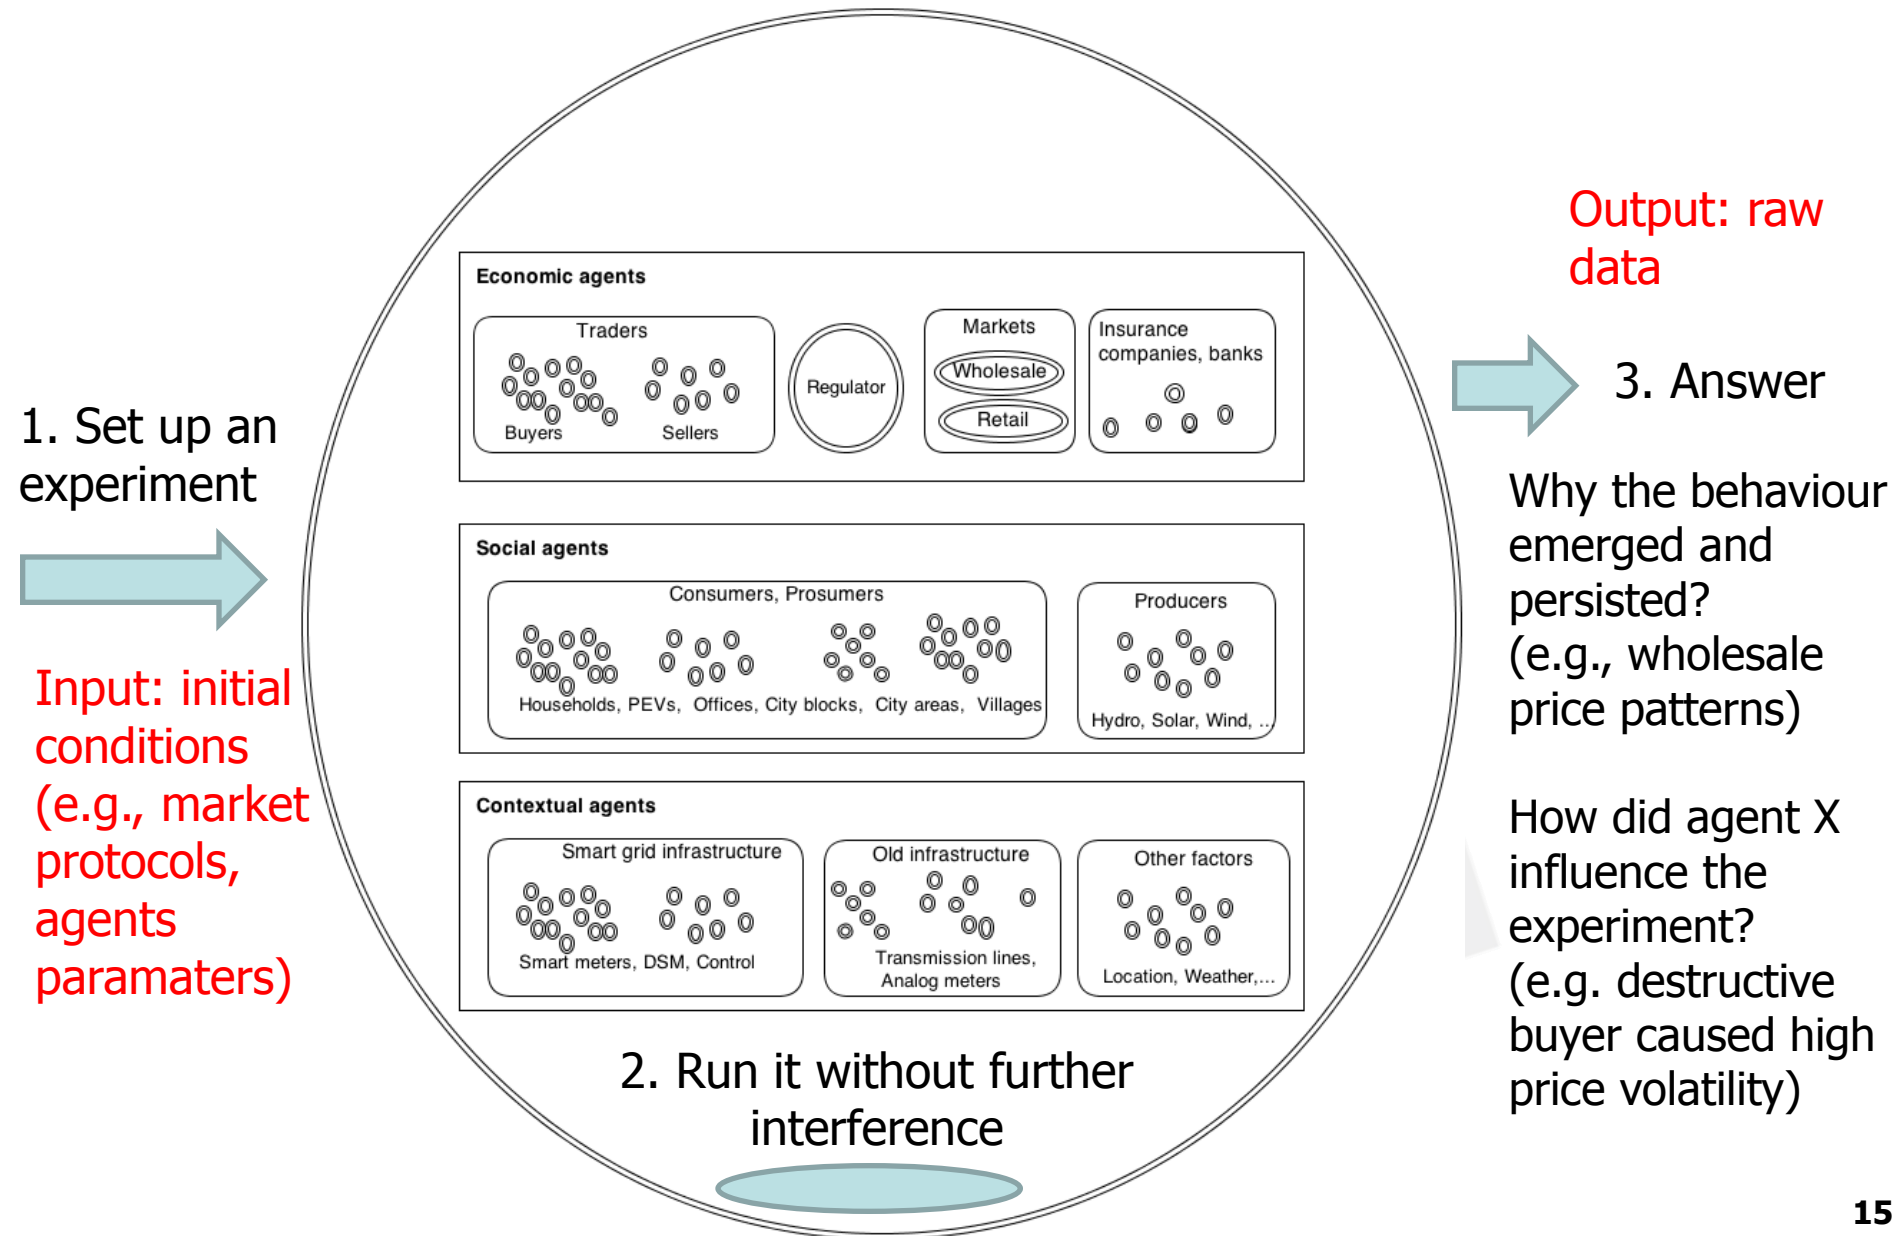 1. Set up an
experiment
Input: initial
conditions
(e.g., market
protocols,
agents
paramaters)
Economic agents
Traders
Buyers
Sellers
Regulator
Markets
Wholesale
Retail
Insurance
companies, banks
Social agents
Consumers, Prosumers
Households, PEVs, Offices, City blocks, City areas, Villages
Producers
Hydro, Solar, Wind, ...
Contextual agents
Smart grid infrastructure
Smart meters, DSM, Control
Old infrastructure
Transmission lines,
Analog meters
Other factors
Location, Weather,...
2. Run it without further
interference
Output: raw
data
3. Answer
Why the behaviour
emerged and
persisted?
(e.g., wholesale
price patterns)
How did agent X
influence the
experiment?
(e.g. destructive
buyer caused high
price volatility)
15